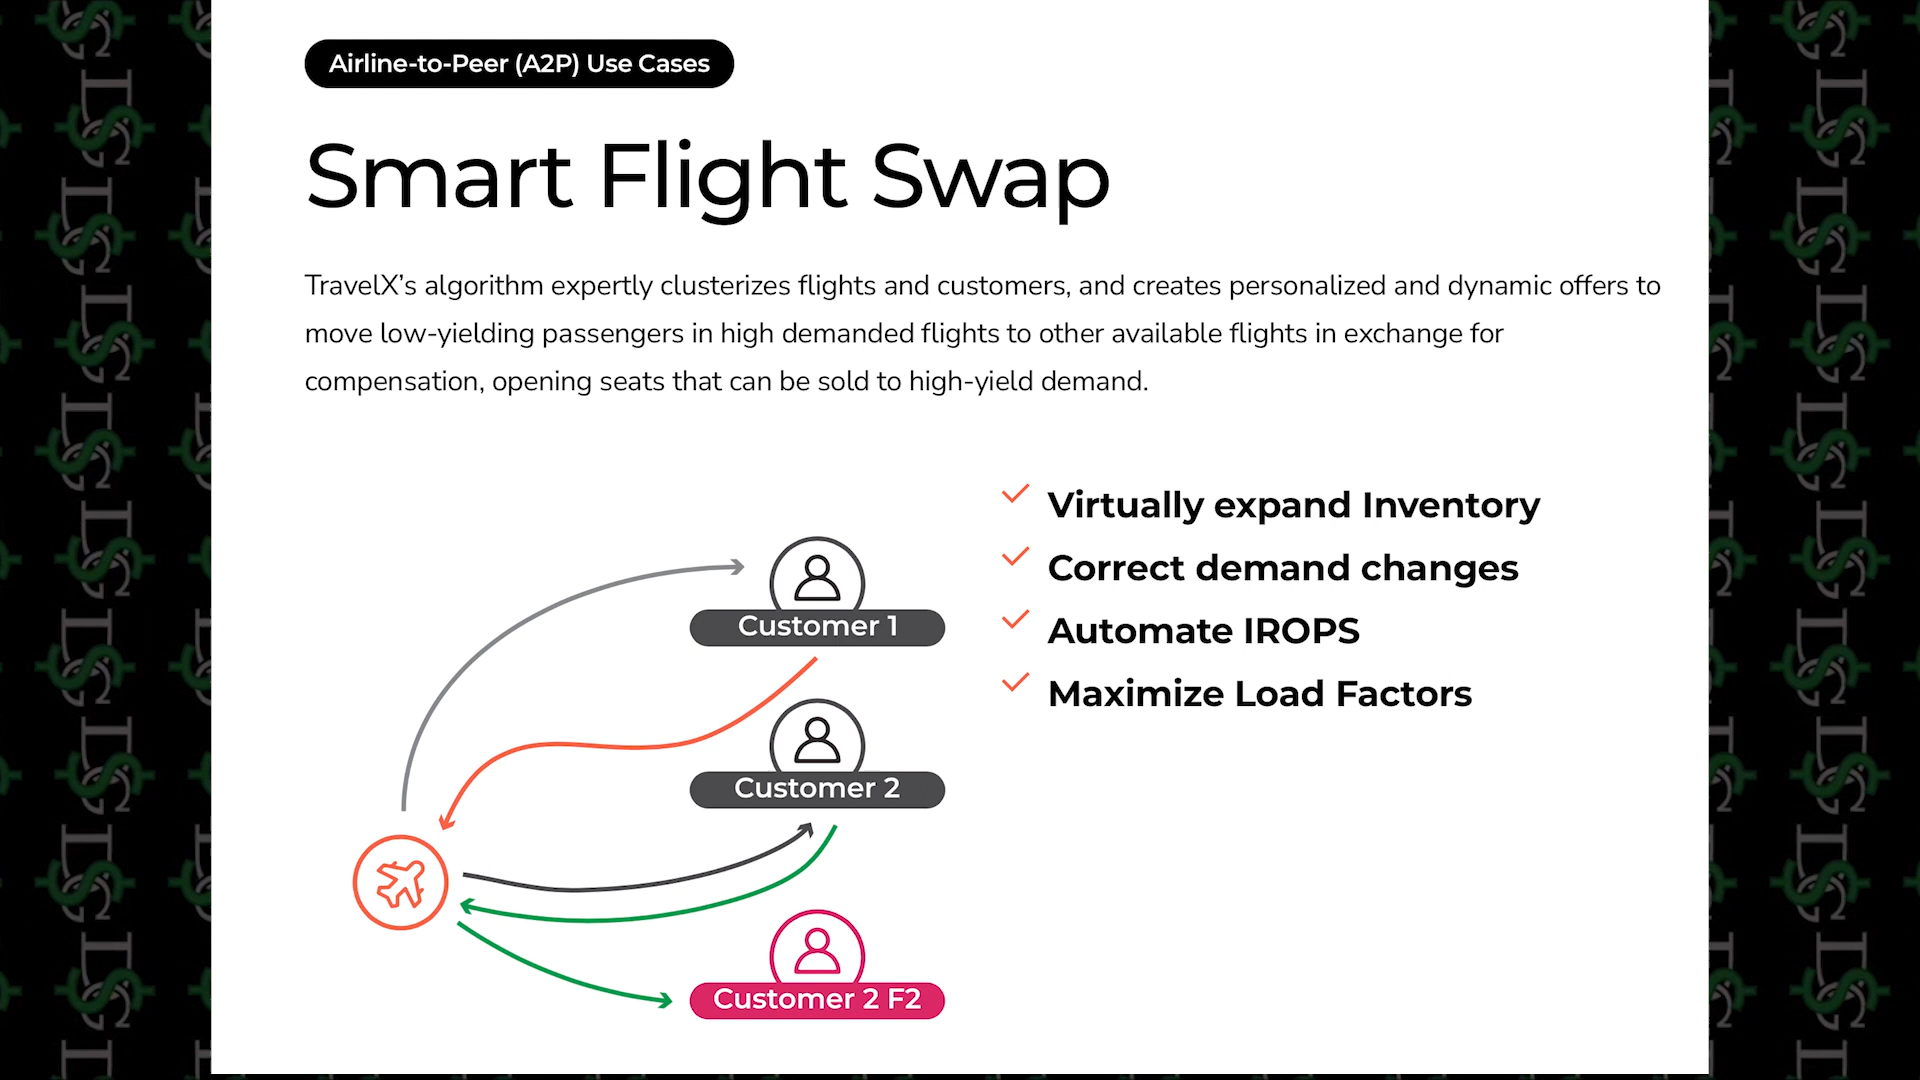 Airline-to-Peer (A2P) Use Cases
Smart Flight Swap
TravelX’s algorithm expertly clusterizes flights and customers, and creates personalized and dynamic offers to
move low-yielding passengers in high demanded flights to other available flights in exchange for
compensation, opening seats that can be sold to high-yield demand.
Virtually expand Inventory
Correct demand changes
Automate IROPS
Maximize Load Factors
Customer 1
Customer 2
Customer 2 F2